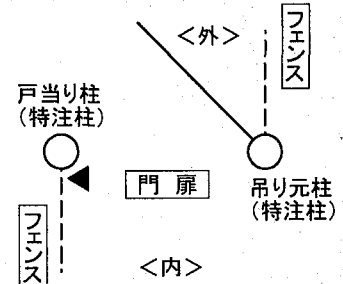 ＜外＞
フェンス
戸当り柱
(特注柱)
門扉
吊り元柱
(特注柱)
フェンス
＜内＞